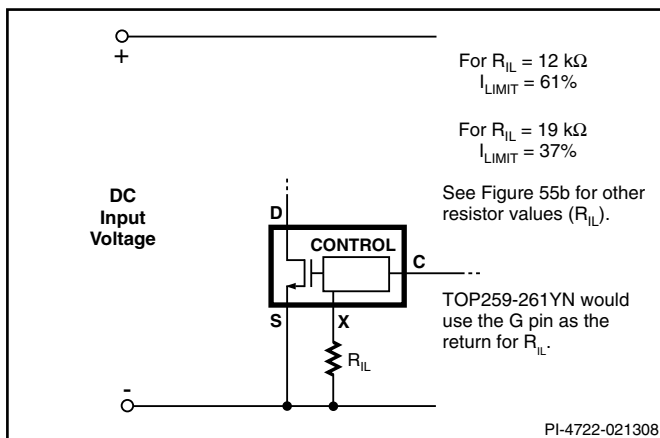 +
For R_IL = 12 kΩ
I_LIMIT = 61%
For R_IL = 19 kΩ
I_LIMIT = 37%
See Figure 55b for other
resistor values (R_IL).
DC
Input
Voltage
D
CONTROL
C
S
X
TOP259-261YN would
use the G pin as the
return for R_IL.
R_IL
-
PI-4722-021308